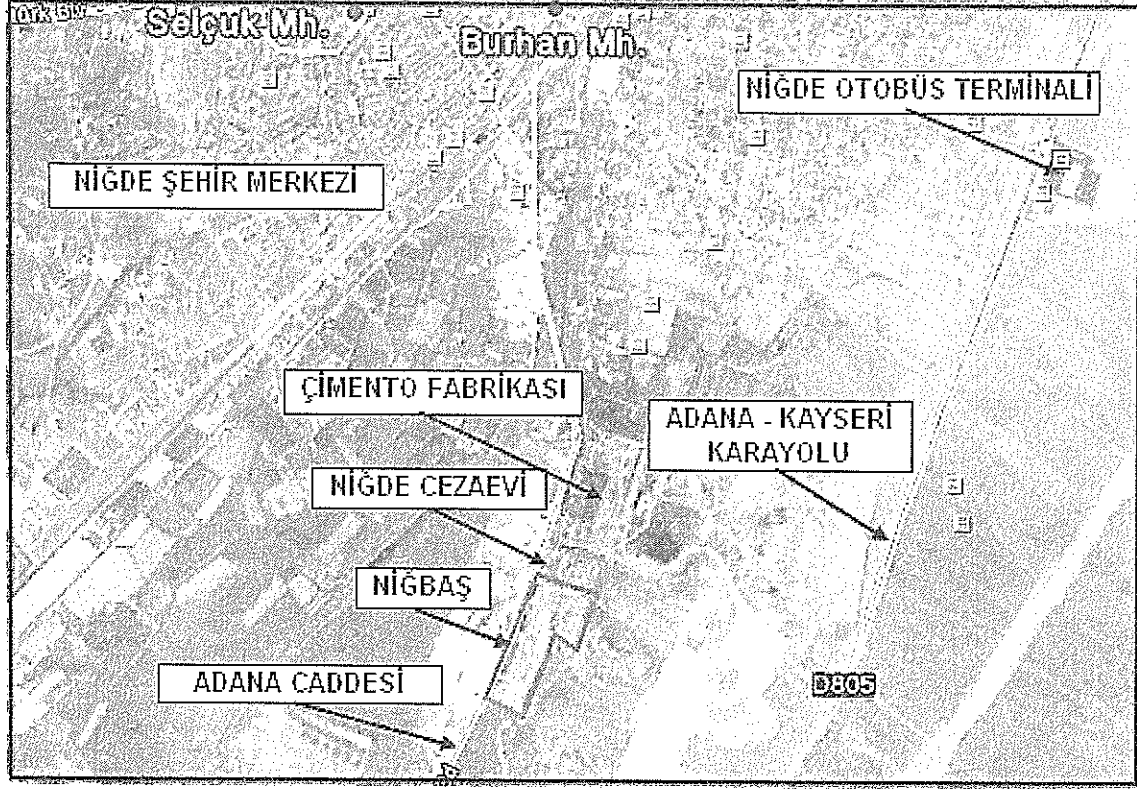 Selçuk Mh.
Burhan Mh.
NİĞDE OTOBÜS TERMİNALİ
NİĞDE ŞEHİR MERKEZİ
ÇİMENTO FABRİKASI
ADANA - KAYSERİ
KARAYOLU
NİĞDE CEZAEVİ
NİĞBAŞ
ADANA CADDESİ
D805